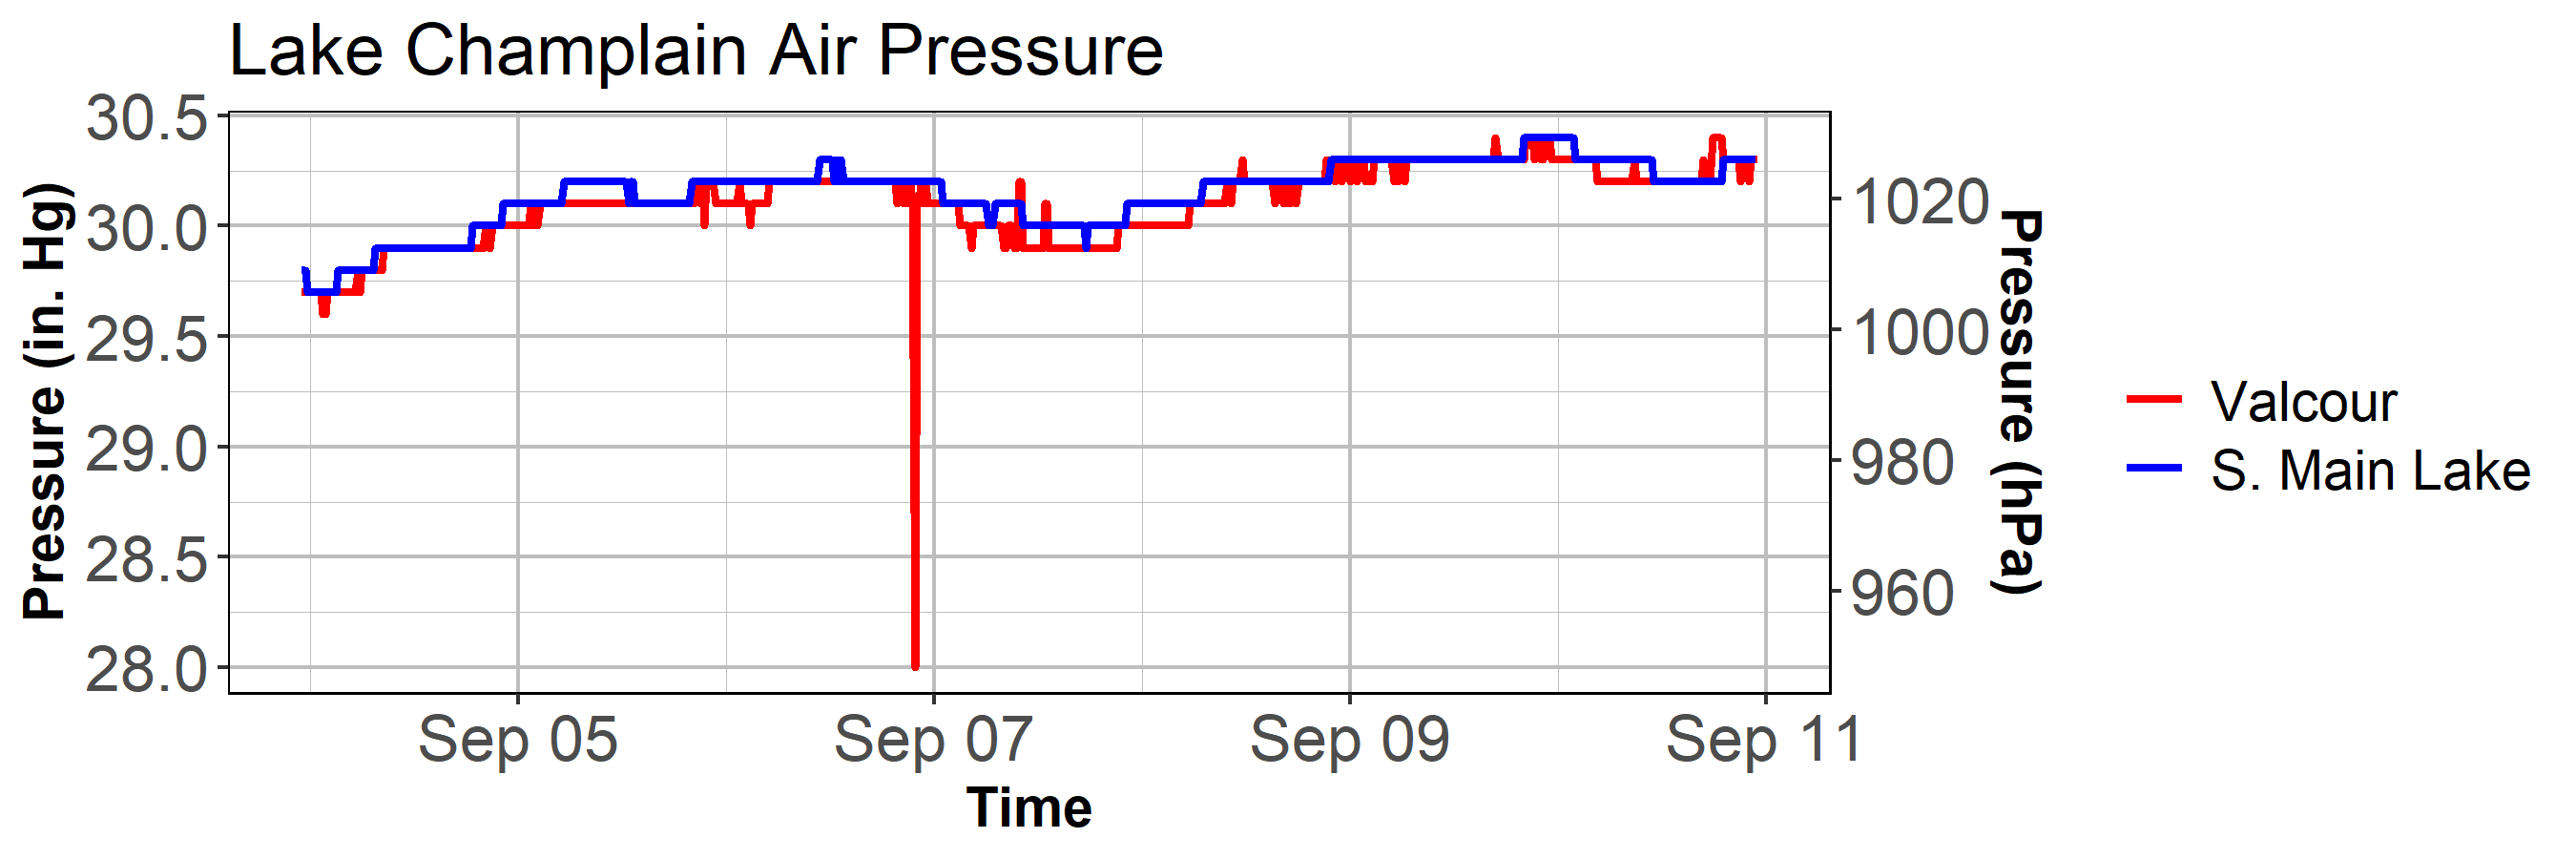 Lake Champlain Air Pressure
Pressure (in. Hg)
30.5
30.0
29.5
29.0
28.5
28.0
1020
1000
980
960
Pressure (hPa)
Sep 05
Sep 07
Sep 09
Sep 11
Time
Valcour
S. Main Lake